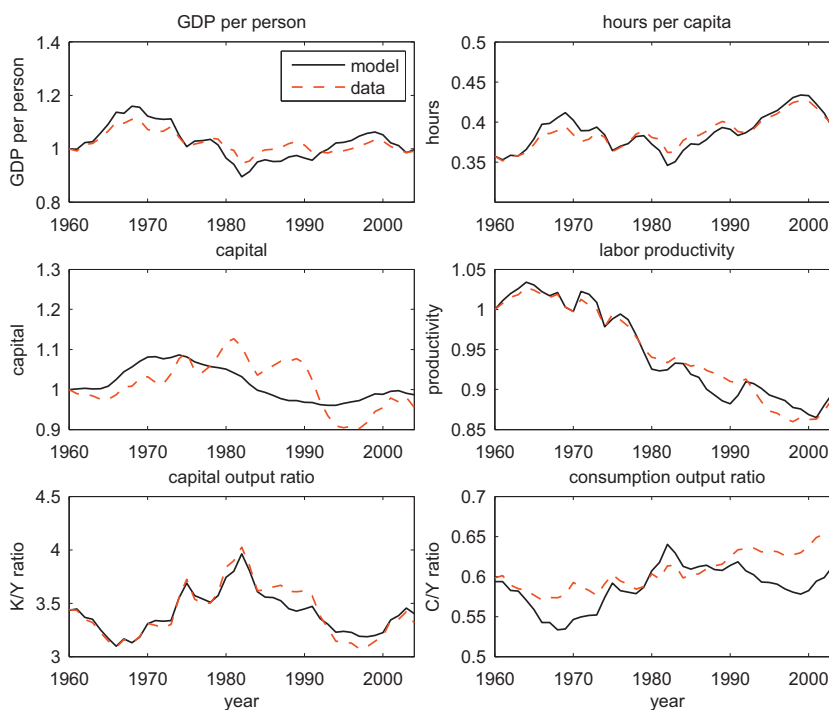 GDP per person
1.4
1.2
1
0.8
GDP per person
model
data
1960 1970 1980 1990 2000
hours per capita
0.5
0.45
0.4
0.35
0.3
hours
1960 1970 1980 1990 2000
capital
1.3
1.2
1.1
1
0.9
capital
1960 1970 1980 1990 2000
labor productivity
1.05
1
0.95
0.9
0.85
productivity
1960 1970 1980 1990 2000
capital output ratio
4.5
4
3.5
3
K/Y ratio
1960 1970 1980 1990 2000
year
consumption output ratio
0.7
0.65
0.6
0.55
0.5
C/Y ratio
1960 1970 1980 1990 2000
year